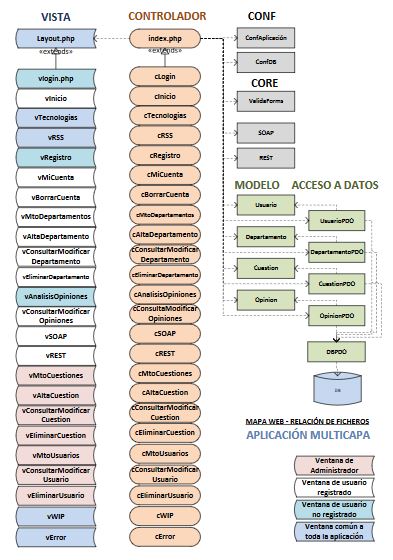 VISTA
Layout.php
«extends»
vlogin.php
vInicio
vTecnologias
vRSS
vRegistro
vMiCuenta
vBorrarCuenta
vMtoDepartamentos
vAltaDepartamento
vConsultarModificar
Departamento
vEliminarDepartamento
vAnalisisOpiniones
vConsultarModificar
Opiniones
vSOAP
vREST
vMtoCuestiones
vAltaCuestion
vConsultarModificar
Cuestion
vEliminarCuestion
vMtoUsuarios
vConsultarModificar
Usuario
vEliminarUsuario
vWIP
vError
CONTROLADOR
index.php
«extends»
cLogin
cInicio
cTecnologias
cRSS
cRegistro
cMiCuenta
cBorrarCuenta
cMtoDepartamentos
cAltaDepartamento
cConsultarModificar
Departamento
cEliminarDepartamento
cAnalisisOpiniones
cConsultaModificar
Opiniones
cSOAP
cREST
cMtoCuestiones
cAltaCuestion
cConsultarModificar
Cuestion
cEliminarCuestion
cMtoUsuarios
cConsultarModificar
Usuario
cEliminarUsuario
cWIP
cError
CONF
ConfAplicación
ConfDB
CORE
ValidaForma
SOAP
REST
MODELO ACCESO A DATOS
Usuario
UsuarioPDO
Departamento
DepartamentoPDO
Cuestion
CuestionPDO
Opinion
OpinionPDO
DBPDO
DB
MAPA WEB - RELACIÓN DE FICHEROS
APLICACIÓN MULTICAPA
Ventana de
Administrador
Ventana de usuario
registrado
Ventana de usuario
no registrado
Ventana común a
toda la aplicación